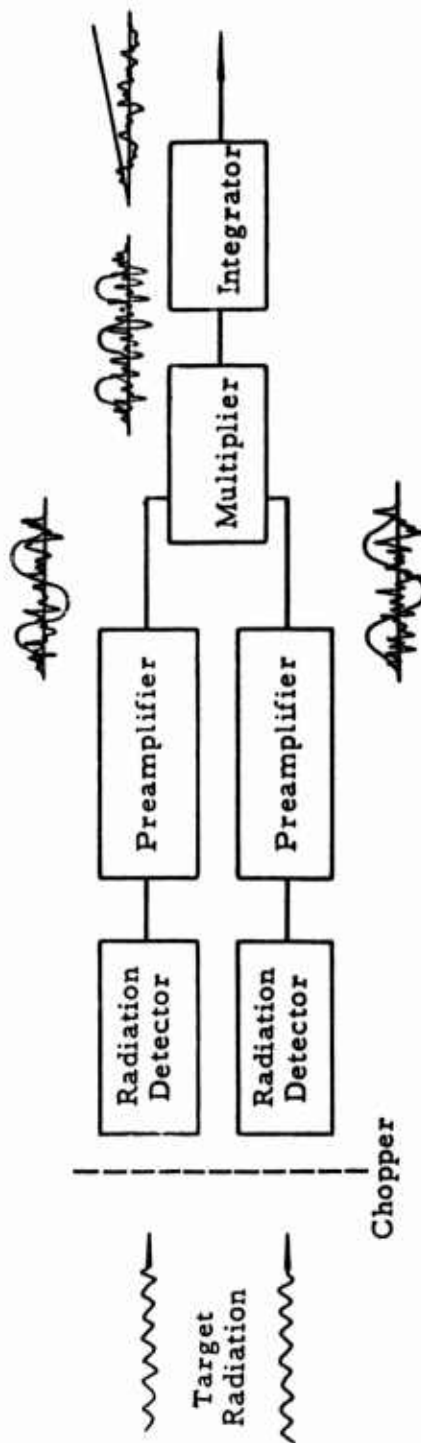 Target
Radiation
Chopper
Radiation
Detector
Radiation
Detector
Preamplifier
Preamplifier
Multiplier
Integrator